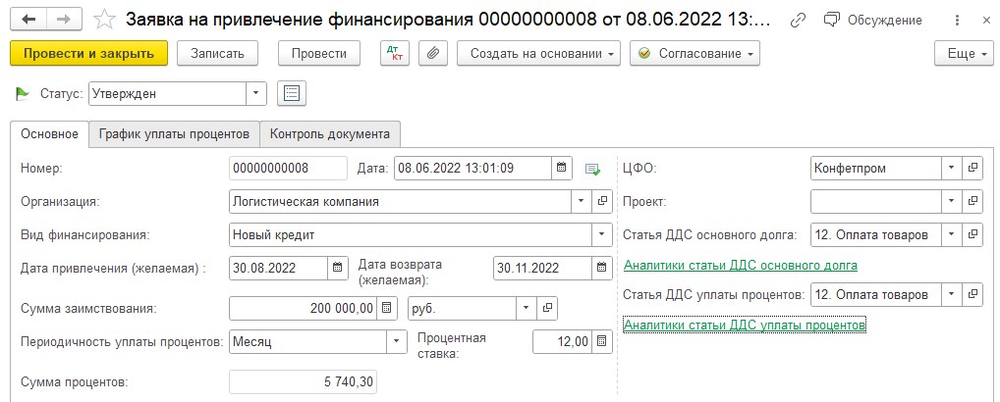 Заявка на привлечение финансирования 00000000008 от 08.06.2022 13:...
Обсуждение
Провести и закрыть
Записать
Провести
Дт Кт
Создать на основании
Согласование
Еще
Статус: Утвержден
Основное
График уплаты процентов
Контроль документа
Номер: 00000000008 Дата: 08.06.2022 13:01:09
ЦФО: Конфетпром
Организация: Логистическая компания
Проект:
Вид финансирования: Новый кредит
Статья ДДС основного долга: 12. Оплата товаров
Дата привлечения (желаемая) : 30.08.2022 Дата возврата (желаемая): 30.11.2022
Аналитики статьи ДДС основного долга
Сумма заимствования: 200 000,00 руб.
Статья ДДС уплаты процентов: 12. Оплата товаров
Аналитики статьи ДДС уплаты процентов
Периодичность уплаты процентов: Месяц Процентная ставка: 12,00
Сумма процентов: 5 740,30